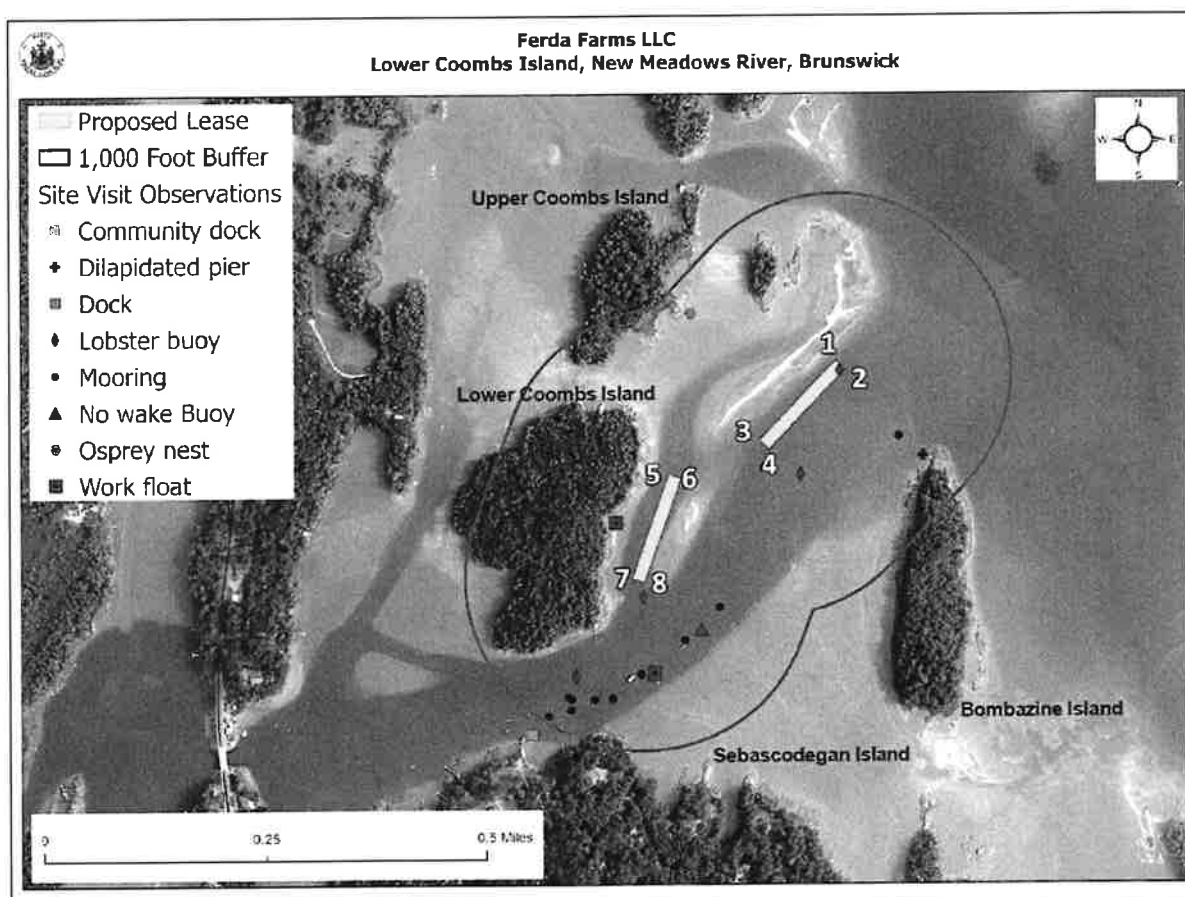 Ferda Farms LLC
Lower Coombs Island, New Meadows River, Brunswick
Proposed Lease
1,000 Foot Buffer
Site Visit Observations
Community dock
Dilapidated pier
Dock
Lobster buoy
Mooring
No wake Buoy
Osprey nest
Work float
N
W E
S
Upper Coombs Island
1
2
Lower Coombs Island
3
4
5 6
7 8
Bombazine Island
Sebascodegan Island
0 0.25 0.5 Miles